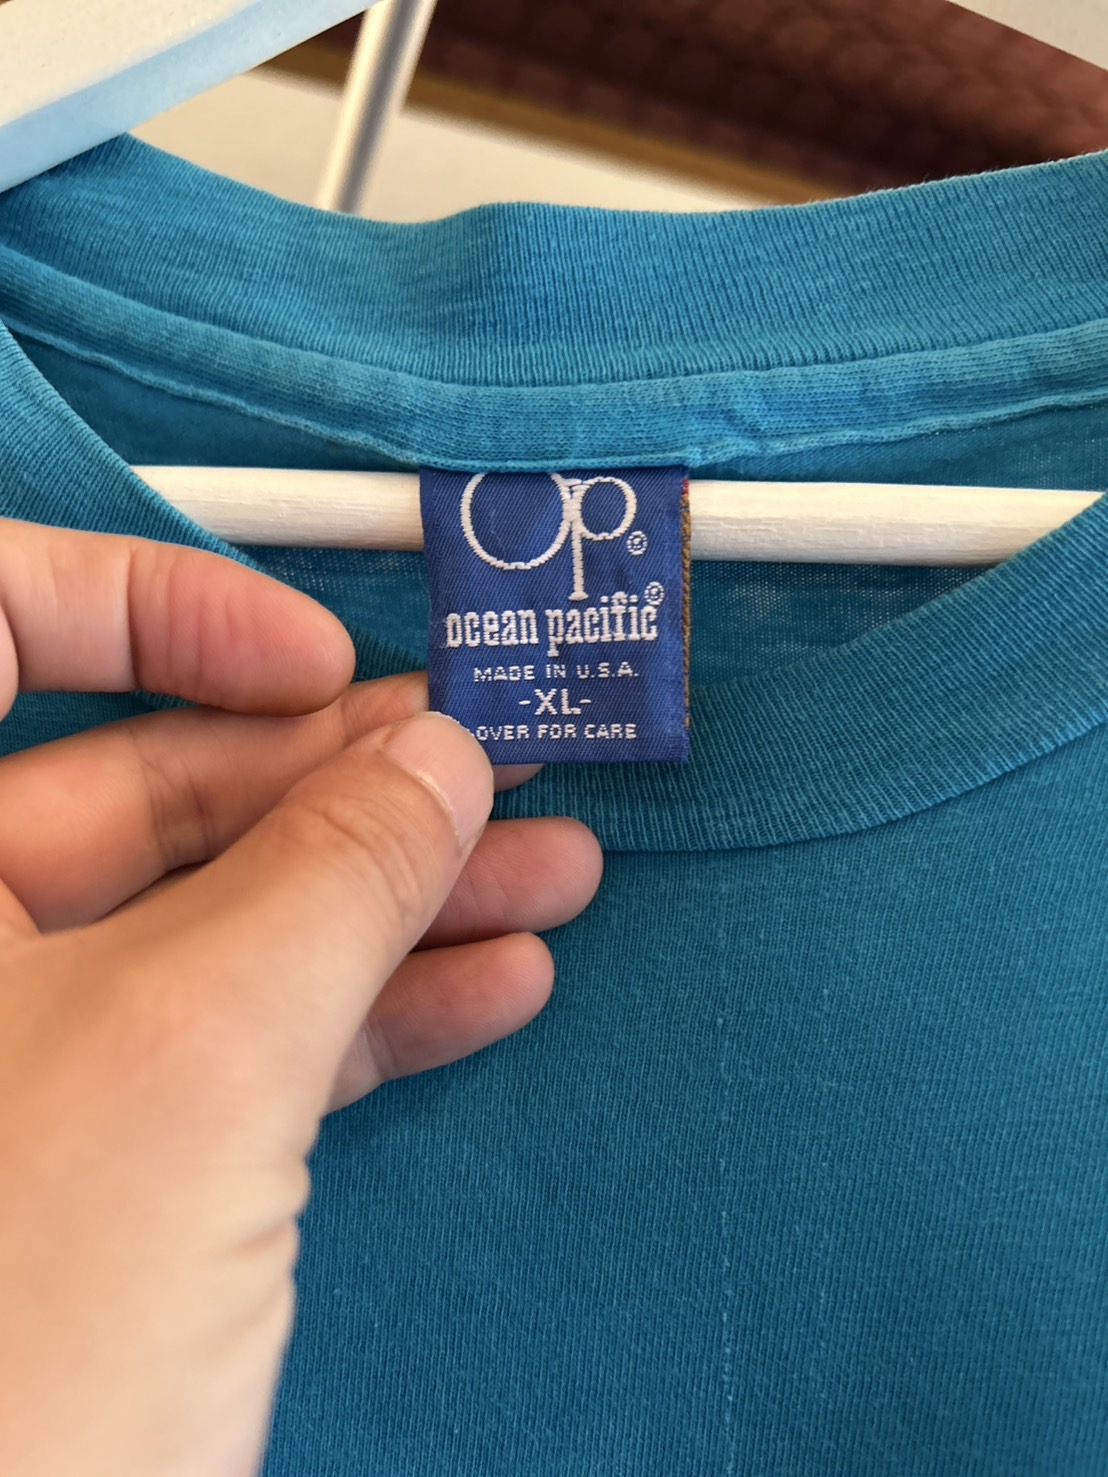 Op®
ocean pacific®
MADE IN U.S.A.
-XL-
OVER FOR CARE